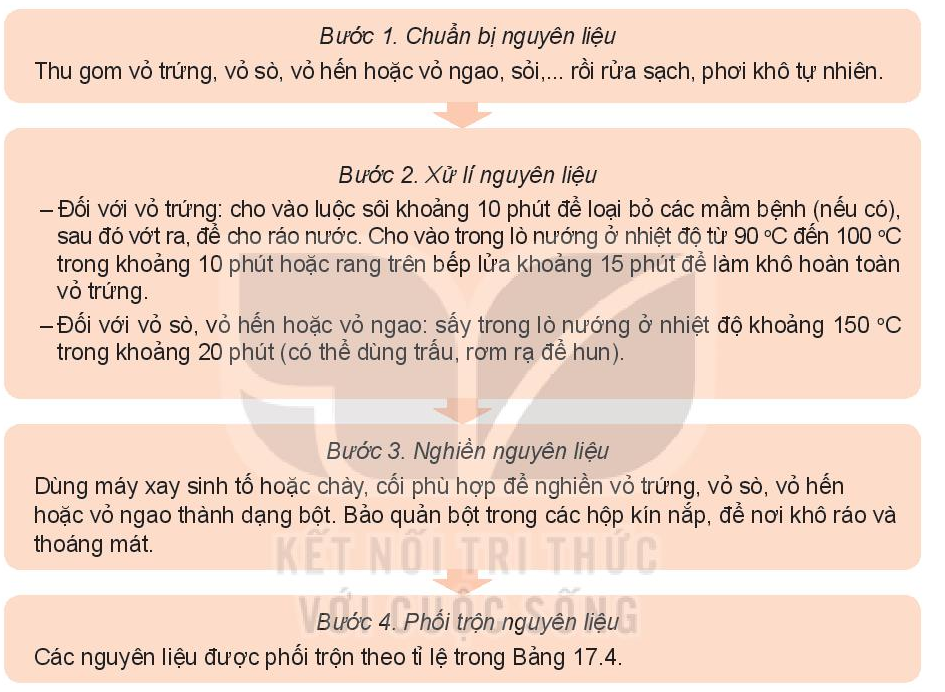 Bước 1. Chuẩn bị nguyên liệu
Thu gom vỏ trứng, vỏ sò, vỏ hến hoặc vỏ ngao, sỏi,... rồi rửa sạch, phơi khô tự nhiên.
Bước 2. Xử lí nguyên liệu
– Đối với vỏ trứng: cho vào luộc sôi khoảng 10 phút để loại bỏ các mầm bệnh (nếu có),
sau đó vớt ra, để cho ráo nước. Cho vào trong lò nướng ở nhiệt độ từ 90 °C đến 100 °C
trong khoảng 10 phút hoặc rang trên bếp lửa khoảng 15 phút để làm khô hoàn toàn
vỏ trứng.
– Đối với vỏ sò, vỏ hến hoặc vỏ ngao: sấy trong lò nướng ở nhiệt độ khoảng 150 °C
trong khoảng 20 phút (có thể dùng trấu, rơm rạ để hun).
Bước 3. Nghiền nguyên liệu
Dùng máy xay sinh tố hoặc chày, cối phù hợp để nghiền vỏ trứng, vỏ sò, vỏ hến
hoặc vỏ ngao thành dạng bột. Bảo quản bột trong các hộp kín nắp, để nơi khô ráo và
thoáng mát.
KẾT NỐI TRI THỨC
VỚI CUỘC SỐNG
Bước 4. Phối trộn nguyên liệu
Các nguyên liệu được phối trộn theo tỉ lệ trong Bảng 17.4.